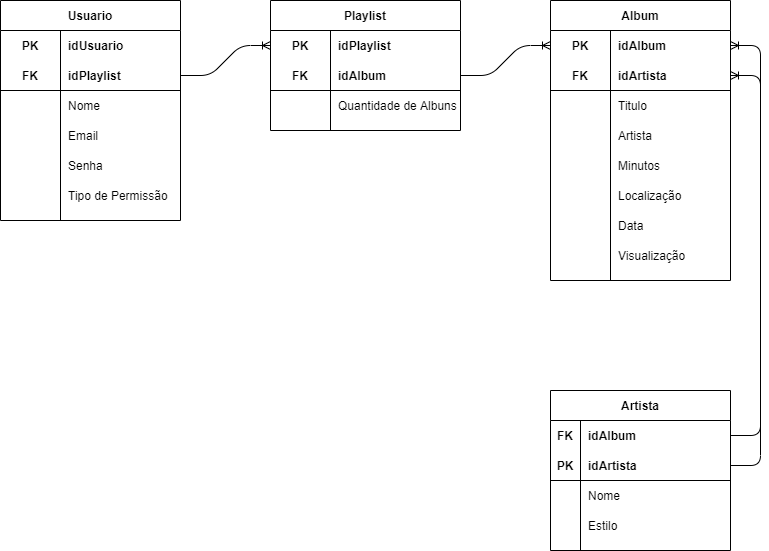 Usuario
PK idUsuario
FK idPlaylist
Nome
Email
Senha
Tipo de Permissão
Playlist
PK idPlaylist
FK idAlbum
Quantidade de Albuns
Album
PK idAlbum
FK idArtista
Titulo
Artista
Minutos
Localização
Data
Visualização
Artista
FK idAlbum
PK idArtista
Nome
Estilo